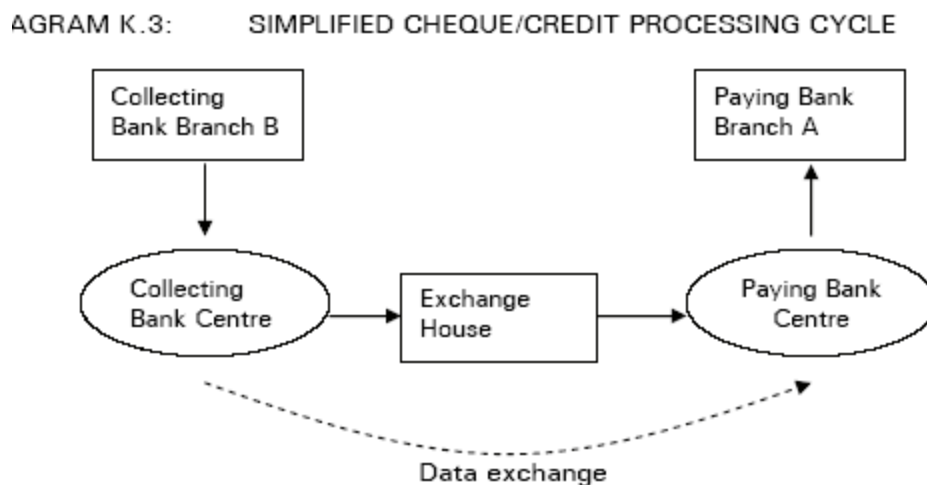 AGRAM K.3: SIMPLIFIED CHEQUE/CREDIT PROCESSING CYCLE
Collecting
Bank Branch B
Paying Bank
Branch A
Collecting
Bank Centre
Exchange
House
Paying Bank
Centre
Data exchange